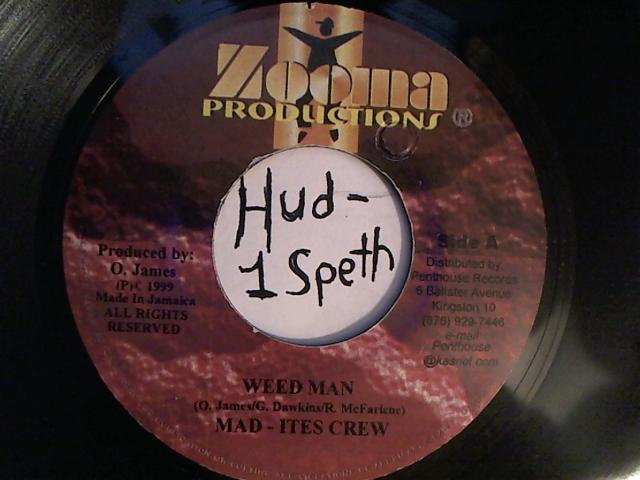 Zooma
PRODUCTIONS ®
Hud-
1 Speth
Produced by:
O. James
(P)C 1999
Made In Jamaica
ALL RIGHTS
RESERVED
Side A
Distributed by
Penthouse Records
6 Ballater Avenue
Kingston 10
(876) 929-7446
e-mail:
Penthouse
@kasnet.com
WEED MAN
(O. James/G. Dawkins/R. McFarlene)
MAD - ITES CREW